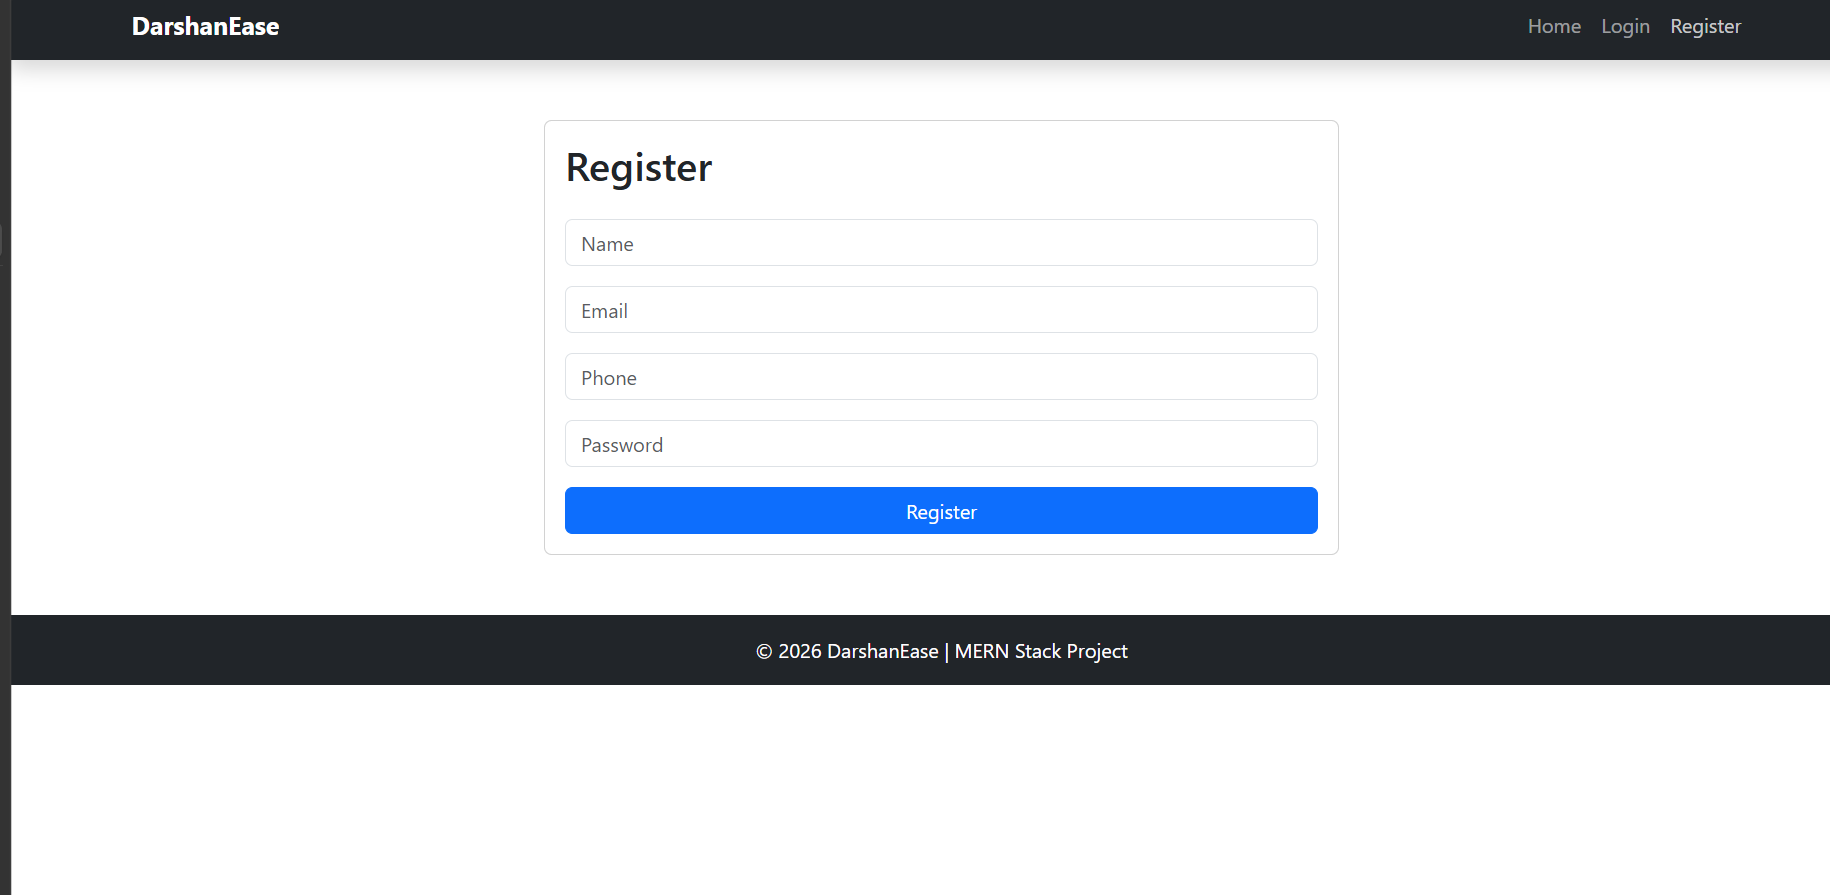 DarshanEase
Home Login Register
Register
Name
Email
Phone
Password
Register
© 2026 DarshanEase | MERN Stack Project